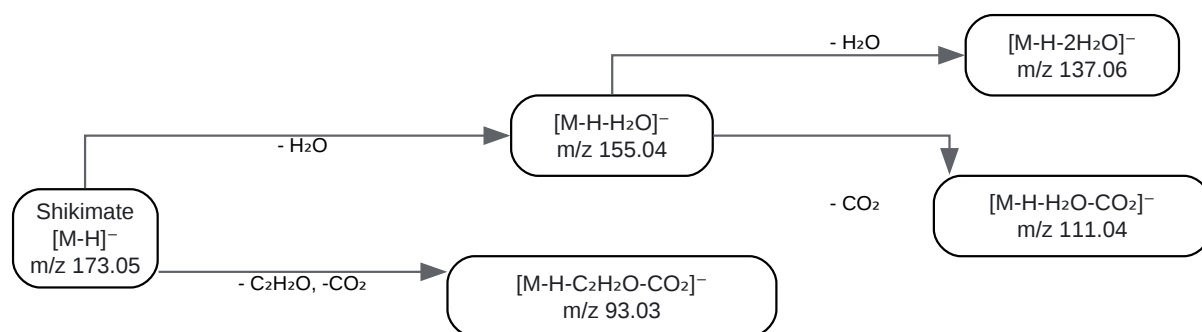 - H₂O
[M-H-2H₂O]⁻
m/z 137.06
[M-H-H₂O]⁻
m/z 155.04
- H₂O
Shikimate
[M-H]⁻
m/z 173.05
- CO₂
[M-H-H₂O-CO₂]⁻
m/z 111.04
- C₂H₂O, -CO₂
[M-H-C₂H₂O-CO₂]⁻
m/z 93.03